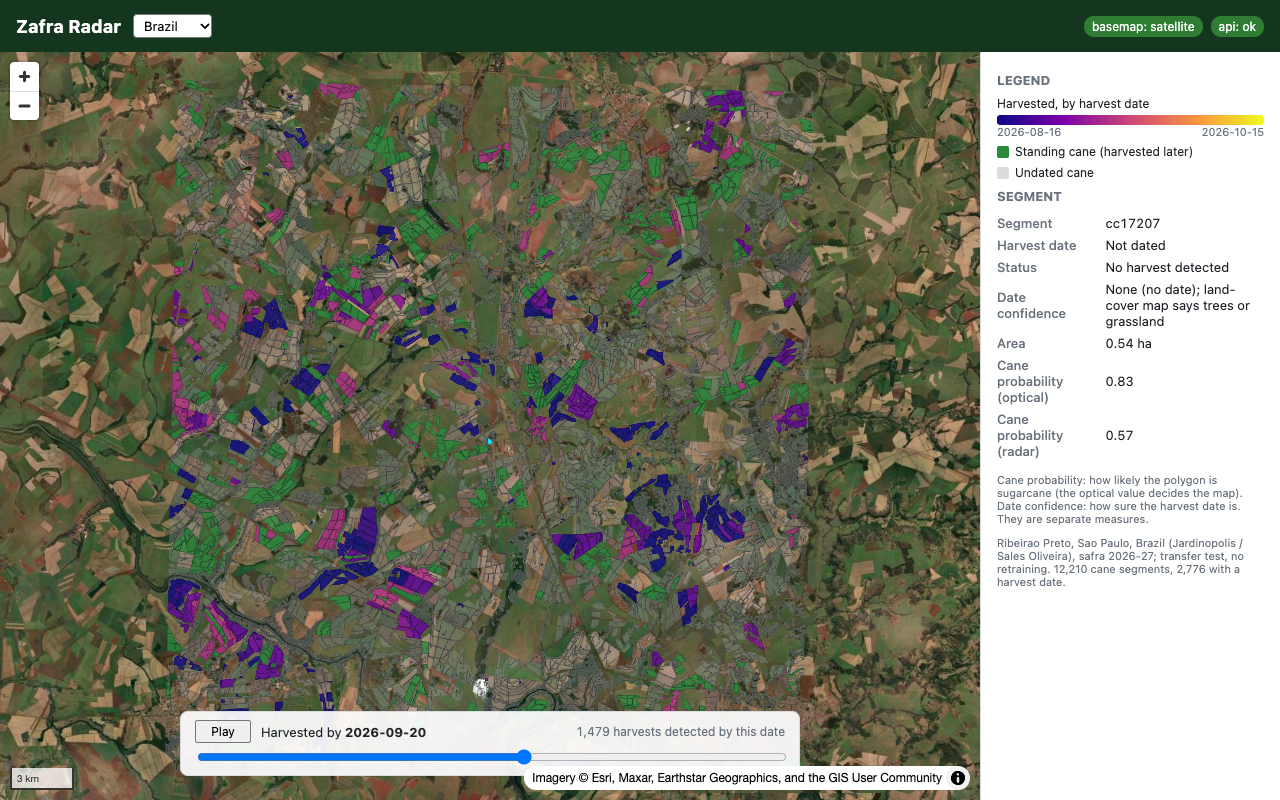 Zafra Radar
Brazil
basemap: satellite
api: ok
+
−
LEGEND
Harvested, by harvest date
2026-08-16
2026-10-15
Standing cane (harvested later)
Undated cane
SEGMENT
Segment
cc17207
Harvest date
Not dated
Status
No harvest detected
Date
confidence
None (no date); land-
cover map says trees or
grassland
Area
0.54 ha
Cane
probability
(optical)
0.83
Cane
probability
(radar)
0.57
Cane probability: how likely the polygon is
sugarcane (the optical value decides the map).
Date confidence: how sure the harvest date is.
They are separate measures.
Ribeirao Preto, Sao Paulo, Brazil (Jardinopolis /
Sales Oliveira), safra 2026-27; transfer test, no
retraining. 12,210 cane segments, 2,776 with a
harvest date.
Play
Harvested by 2026-09-20
1,479 harvests detected by this date
3 km
Imagery © Esri, Maxar, Earthstar Geographics, and the GIS User Community